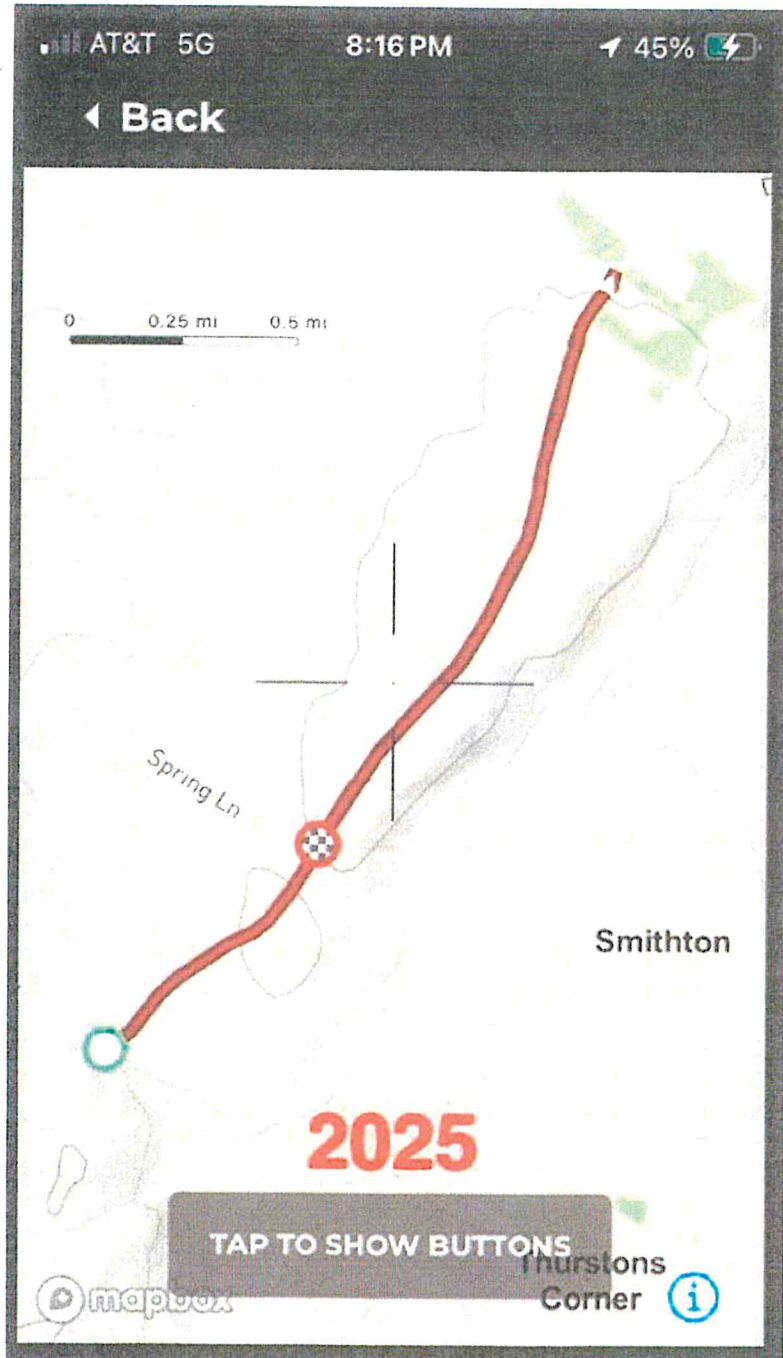 AT&T 5G 8:16 PM 45%
Back
0 0.25 mi 0.5 mi
Spring Ln
Smithton
2025
TAP TO SHOW BUTTONS
Thurstons
Corner
mapbox